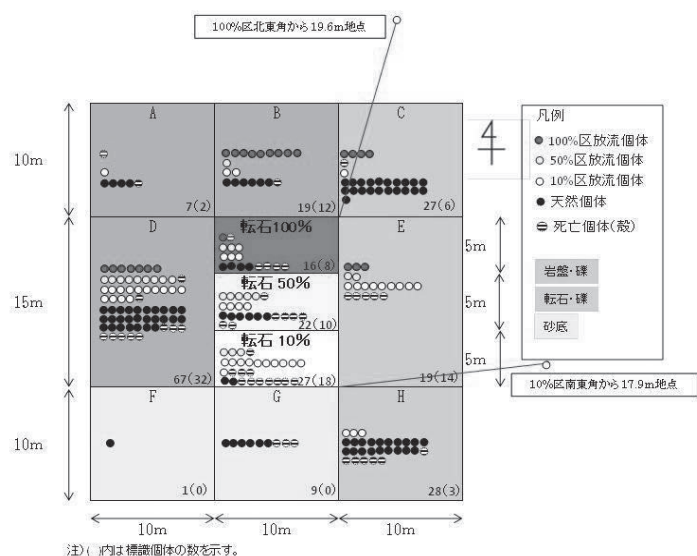 100%区北東角から19.6m地点
A
B
C
10m
7(2)
19(12)
27(6)
凡例
100%区放流個体
50%区放流個体
10%区放流個体
天然個体
死亡個体(殻)
岩盤・礫
転石・礫
砂底
D
転石100%
E
16(8)
5m
転石 50%
15m
22(10)
5m
転石 10%
5m
67(32)
27(18)
19(14)
10%区南東角から17.9m地点
F
G
H
10m
1(0)
9(0)
28(3)
10m
10m
10m
注)( )内は標識個体の数を示す。